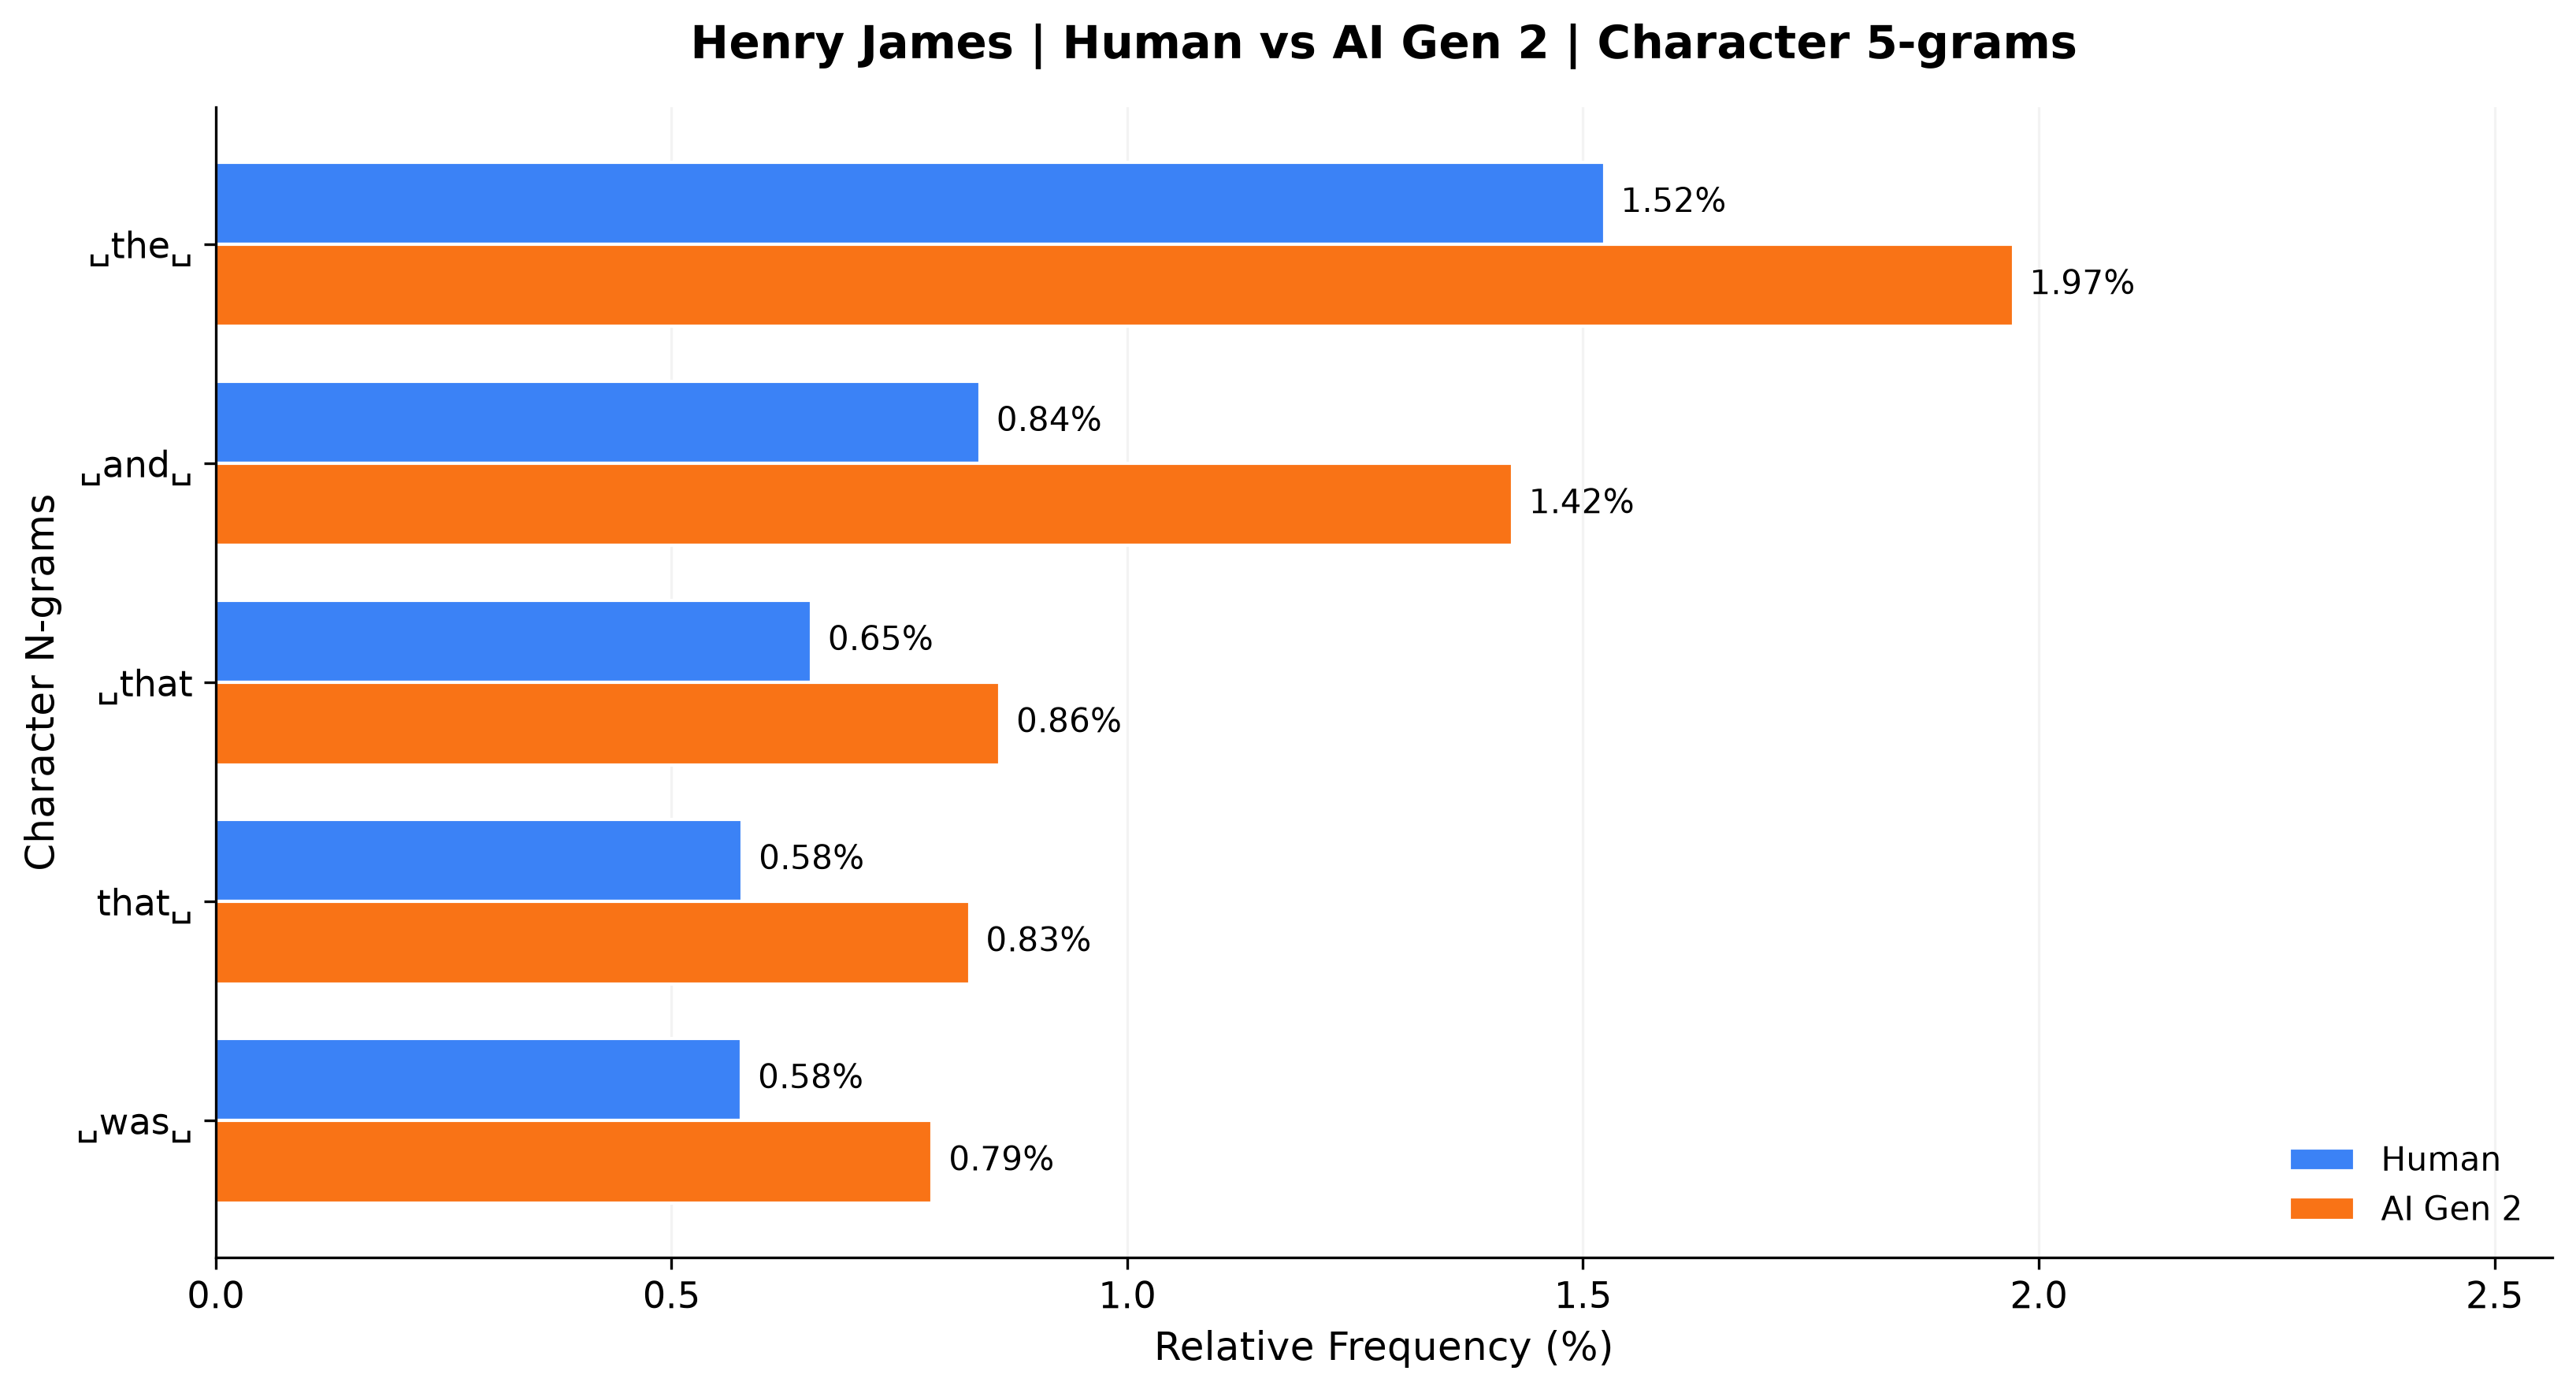 Henry James | Human vs AI Gen 2 | Character 5-grams
Character N-grams
␣the␣
1.52%
1.97%
␣and␣
0.84%
1.42%
␣that
0.65%
0.86%
that␣
0.58%
0.83%
␣was␣
0.58%
0.79%
Human
AI Gen 2
0.0 0.5 1.0 1.5 2.0 2.5
Relative Frequency (%)